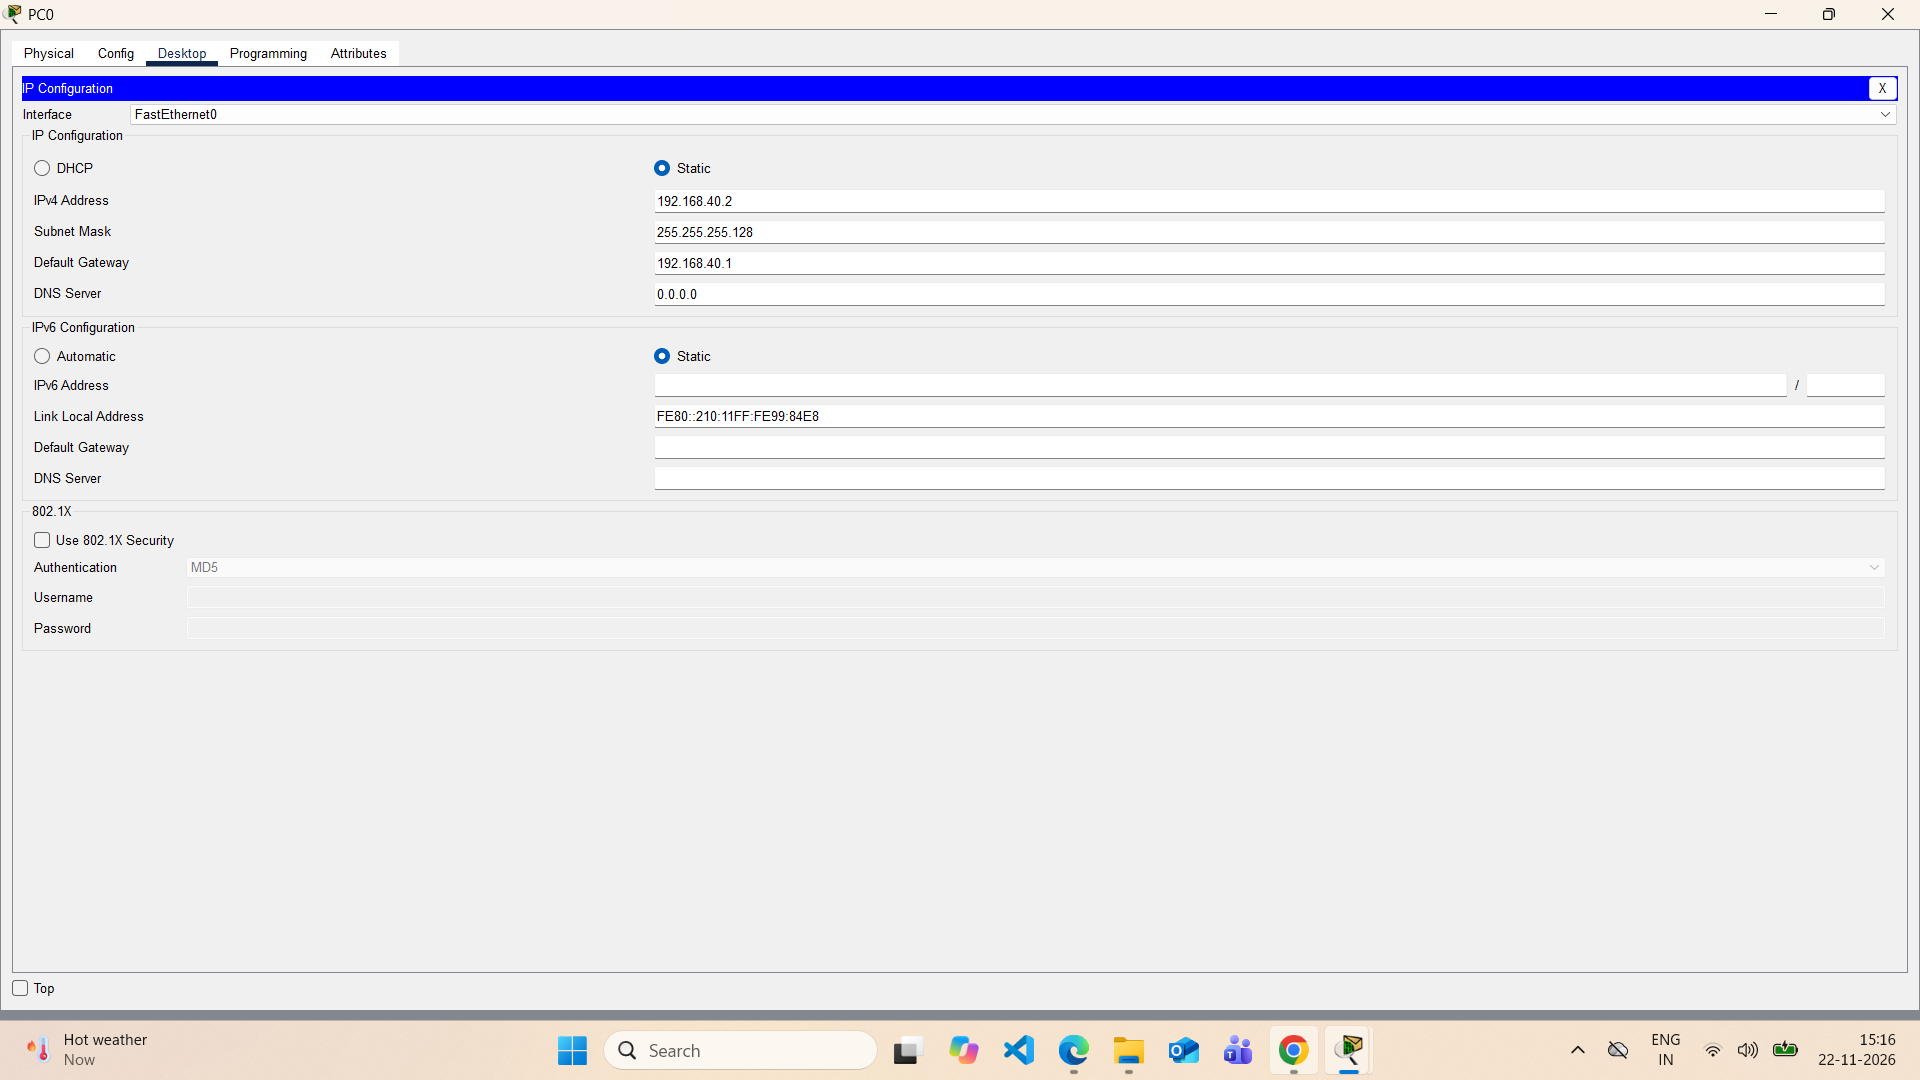 PC0
Physical Config Desktop Programming Attributes
IP Configuration X
Interface FastEthernet0
IP Configuration
DHCP Static
IPv4 Address 192.168.40.2
Subnet Mask 255.255.255.128
Default Gateway 192.168.40.1
DNS Server 0.0.0.0
IPv6 Configuration
Automatic Static
IPv6 Address /
Link Local Address FE80::210:11FF:FE99:84E8
Default Gateway
DNS Server
802.1X
Use 802.1X Security
Authentication MD5
Username
Password
Top
Hot weather
Now
Search
ENG
IN
15:16
22-11-2026